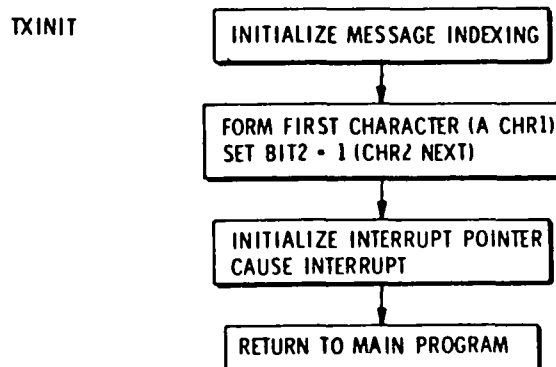 TXINIT
INITIALIZE MESSAGE INDEXING
FORM FIRST CHARACTER (A CHR1)
SET BIT2 = 1 (CHR2 NEXT)
INITIALIZE INTERRUPT POINTER
CAUSE INTERRUPT
RETURN TO MAIN PROGRAM